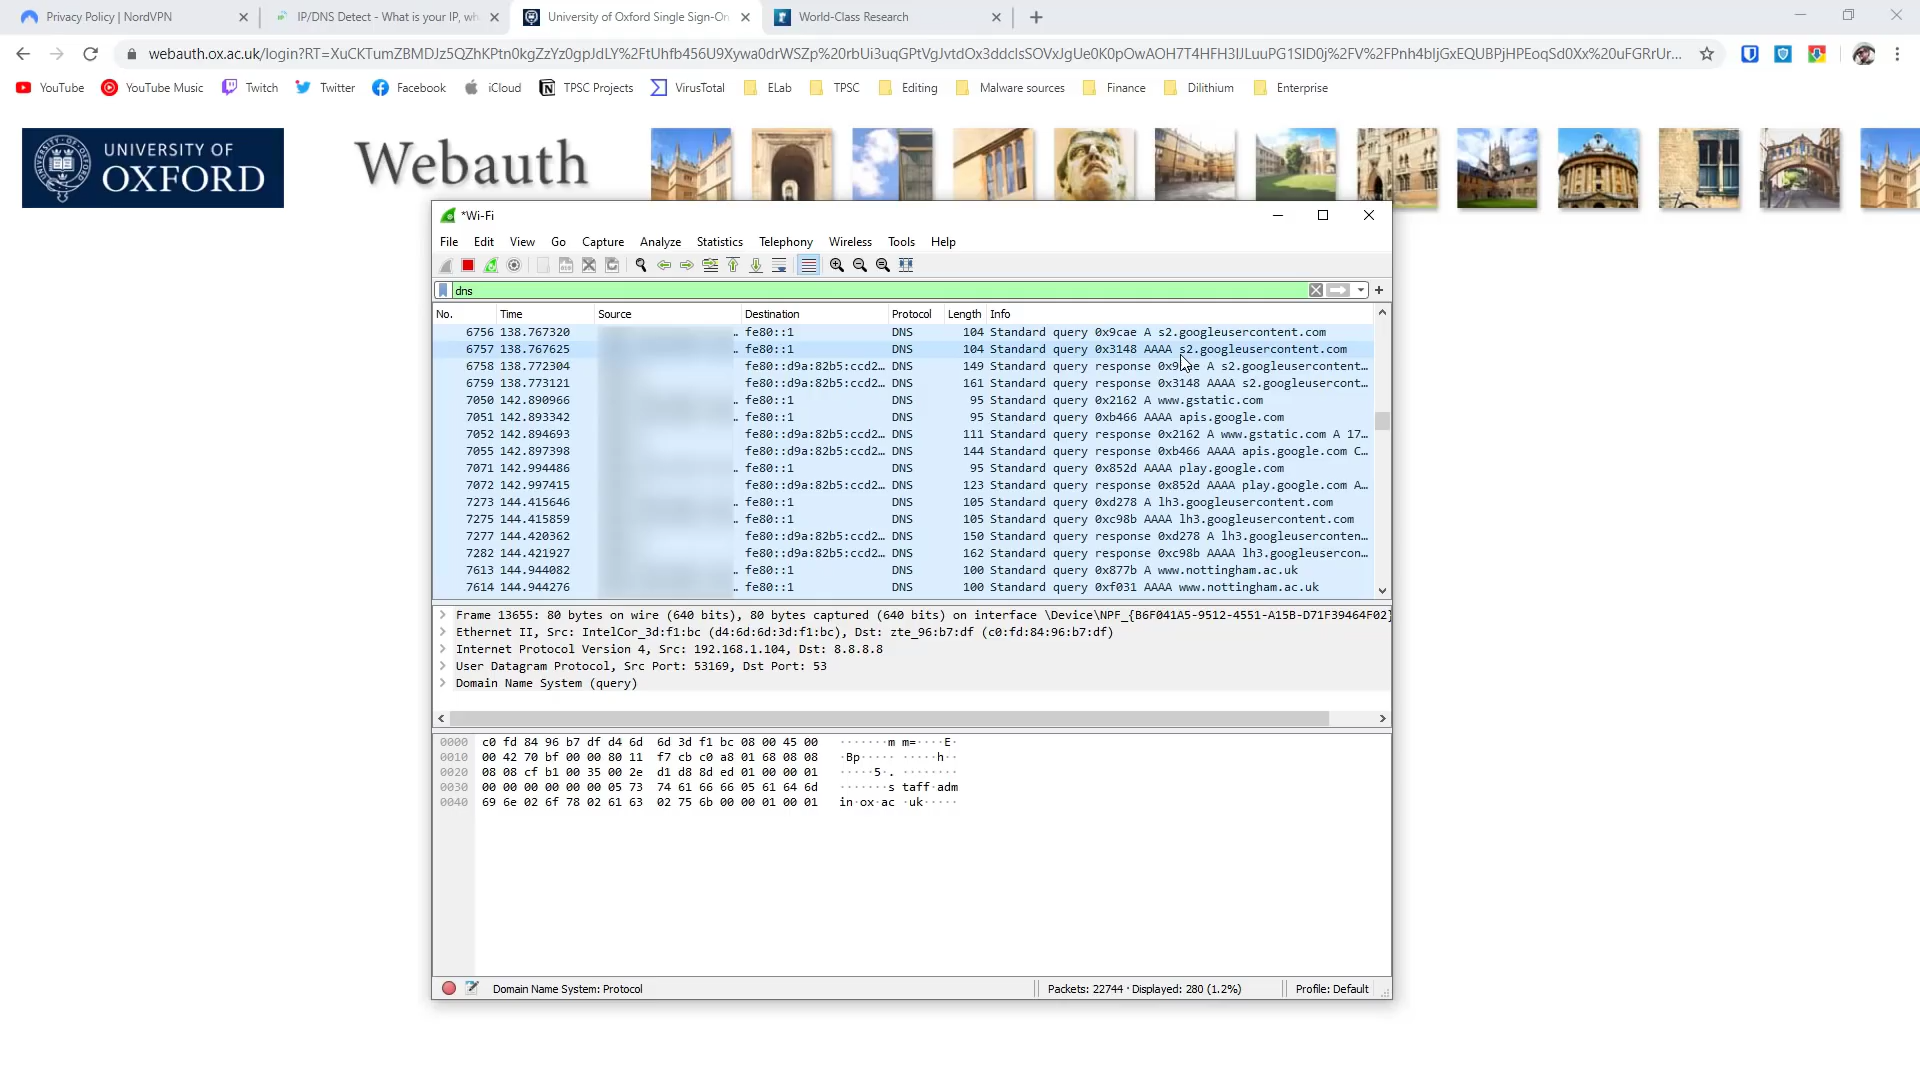 Privacy Policy | NordVPN
IP/DNS Detect - What is your IP, wh
University of Oxford Single Sign-On
World-Class Research
webauth.ox.ac.uk/login?RT=XuCKTumZBMDJz5QZhKPtn0kgZzYz0gpJdLY%2FtUhfb456U9Xywa0drWSZp%20rbUi3uqGPtVgJvtdOx3ddclsSOVxJgUe0K0pOwAOH7T4HFH3IJLuuPG1SID0j%2FV%2FPnh4bljGxEQUBPjHPEoqSd0Xx%20uFGRrUr...
YouTube YouTube Music Twitch Twitter Facebook iCloud TPSC Projects VirusTotal ELab TPSC Editing Malware sources Finance Dilithium Enterprise
UNIVERSITY OF
OXFORD
Webauth
*Wi-Fi
File Edit View Go Capture Analyze Statistics Telephony Wireless Tools Help
dns
No. Time Source Destination Protocol Length Info
6756 138.767320 … fe80::1 DNS 104 Standard query 0x9cae A s2.googleusercontent.com
6757 138.767625 … fe80::1 DNS 104 Standard query 0x3148 AAAA s2.googleusercontent.com
6758 138.772304 fe80::d9a:82b5:ccd2… DNS 149 Standard query response 0x9cae A s2.googleusercont…
6759 138.773121 fe80::d9a:82b5:ccd2… DNS 161 Standard query response 0x3148 AAAA s2.googleusercont…
7050 142.890966 … fe80::1 DNS 95 Standard query 0x2162 A www.gstatic.com
7051 142.893342 … fe80::1 DNS 95 Standard query 0xb466 AAAA apis.google.com
7052 142.894693 fe80::d9a:82b5:ccd2… DNS 111 Standard query response 0x2162 A www.gstatic.com A 17…
7055 142.897398 fe80::d9a:82b5:ccd2… DNS 144 Standard query response 0xb466 AAAA apis.google.com C…
7071 142.994486 … fe80::1 DNS 95 Standard query 0x852d AAAA play.google.com
7072 142.997415 fe80::d9a:82b5:ccd2… DNS 123 Standard query response 0x852d AAAA play.google.com A…
7273 144.415646 … fe80::1 DNS 105 Standard query 0xd278 A lh3.googleusercontent.com
7275 144.415859 … fe80::1 DNS 105 Standard query 0xc98b AAAA lh3.googleusercontent.com
7277 144.420362 fe80::d9a:82b5:ccd2… DNS 150 Standard query response 0xd278 A lh3.googleuserconten…
7282 144.421927 fe80::d9a:82b5:ccd2… DNS 162 Standard query response 0xc98b AAAA lh3.googleusercon…
7613 144.944082 … fe80::1 DNS 100 Standard query 0x877b A www.nottingham.ac.uk
7614 144.944276 … fe80::1 DNS 100 Standard query 0xf031 AAAA www.nottingham.ac.uk
Frame 13655: 80 bytes on wire (640 bits), 80 bytes captured (640 bits) on interface \Device\NPF_{B6F041A5-9512-4551-A15B-D71F39464F02}
Ethernet II, Src: IntelCor_3d:f1:bc (d4:6d:6d:3d:f1:bc), Dst: zte_96:b7:df (c0:fd:84:96:b7:df)
Internet Protocol Version 4, Src: 192.168.1.104, Dst: 8.8.8.8
User Datagram Protocol, Src Port: 53169, Dst Port: 53
Domain Name System (query)
0000 c0 fd 84 96 b7 df d4 6d 6d 3d f1 bc 08 00 45 00 ·······m m=····E·
0010 00 42 70 bf 00 00 80 11 f7 cb c0 a8 01 68 08 08 ·Bp····· ·····h··
0020 08 08 cf b1 00 35 00 2e d1 d8 8d ed 01 00 00 01 ·····5·. ········
0030 00 00 00 00 00 00 05 73 74 61 66 66 05 61 64 6d ·······s taff·adm
0040 69 6e 02 6f 78 02 61 63 02 75 6b 00 00 01 00 01 in·ox·ac ·uk·····
Domain Name System: Protocol
Packets: 22744 · Displayed: 280 (1.2%)
Profile: Default